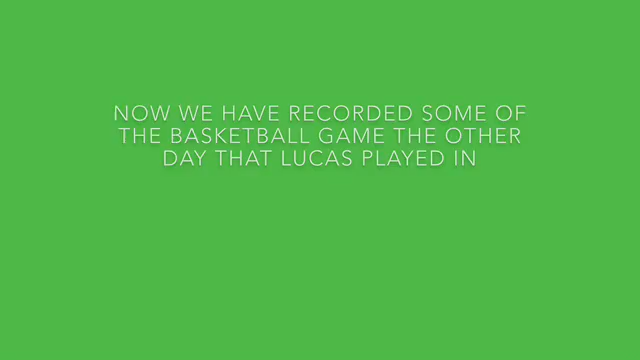 NOW WE HAVE RECORDED SOME OF
THE BASKETBALL GAME THE OTHER
DAY THAT LUCAS PLAYED IN